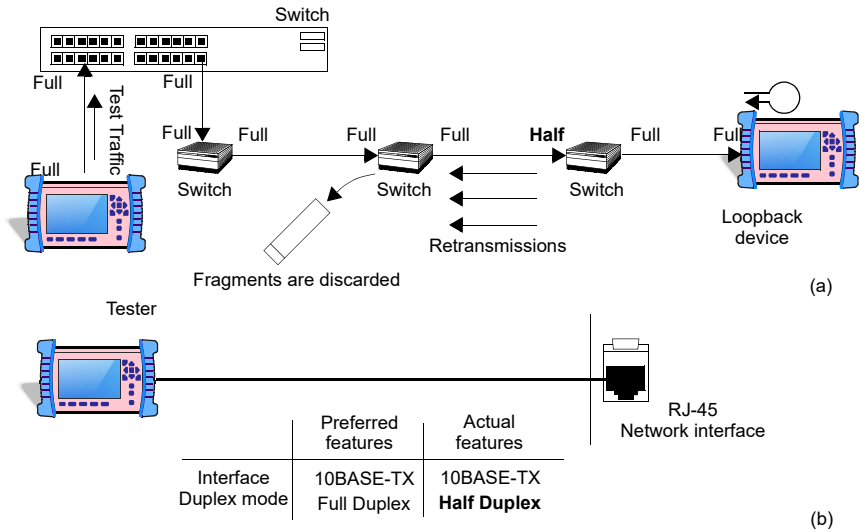 Switch
Full
Full
Test Traffic
Full
Full
Full
Full
Full
Half
Full
Full
Switch
Switch
Switch
Retransmissions
Loopback
device
Fragments are discarded
(a)
Tester
RJ-45
Network interface
Preferred
features
Actual
features
Interface
10BASE-TX
10BASE-TX
Duplex mode
Full Duplex
Half Duplex
(b)